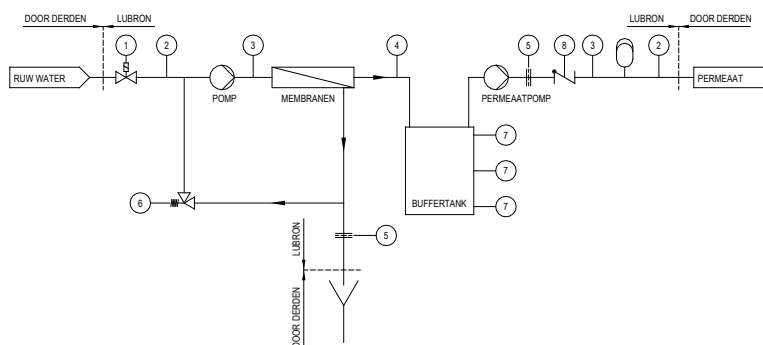 DOOR DERDEN LUBRON
LUBRON DOOR DERDEN
1
2
3
4
5
8
3
2
RUW WATER
POMP
MEMBRANEN
PERMEAATPOMP
PERMEAAT
7
7
7
BUFFERTANK
6
5
LUBRON
DOOR DERDEN